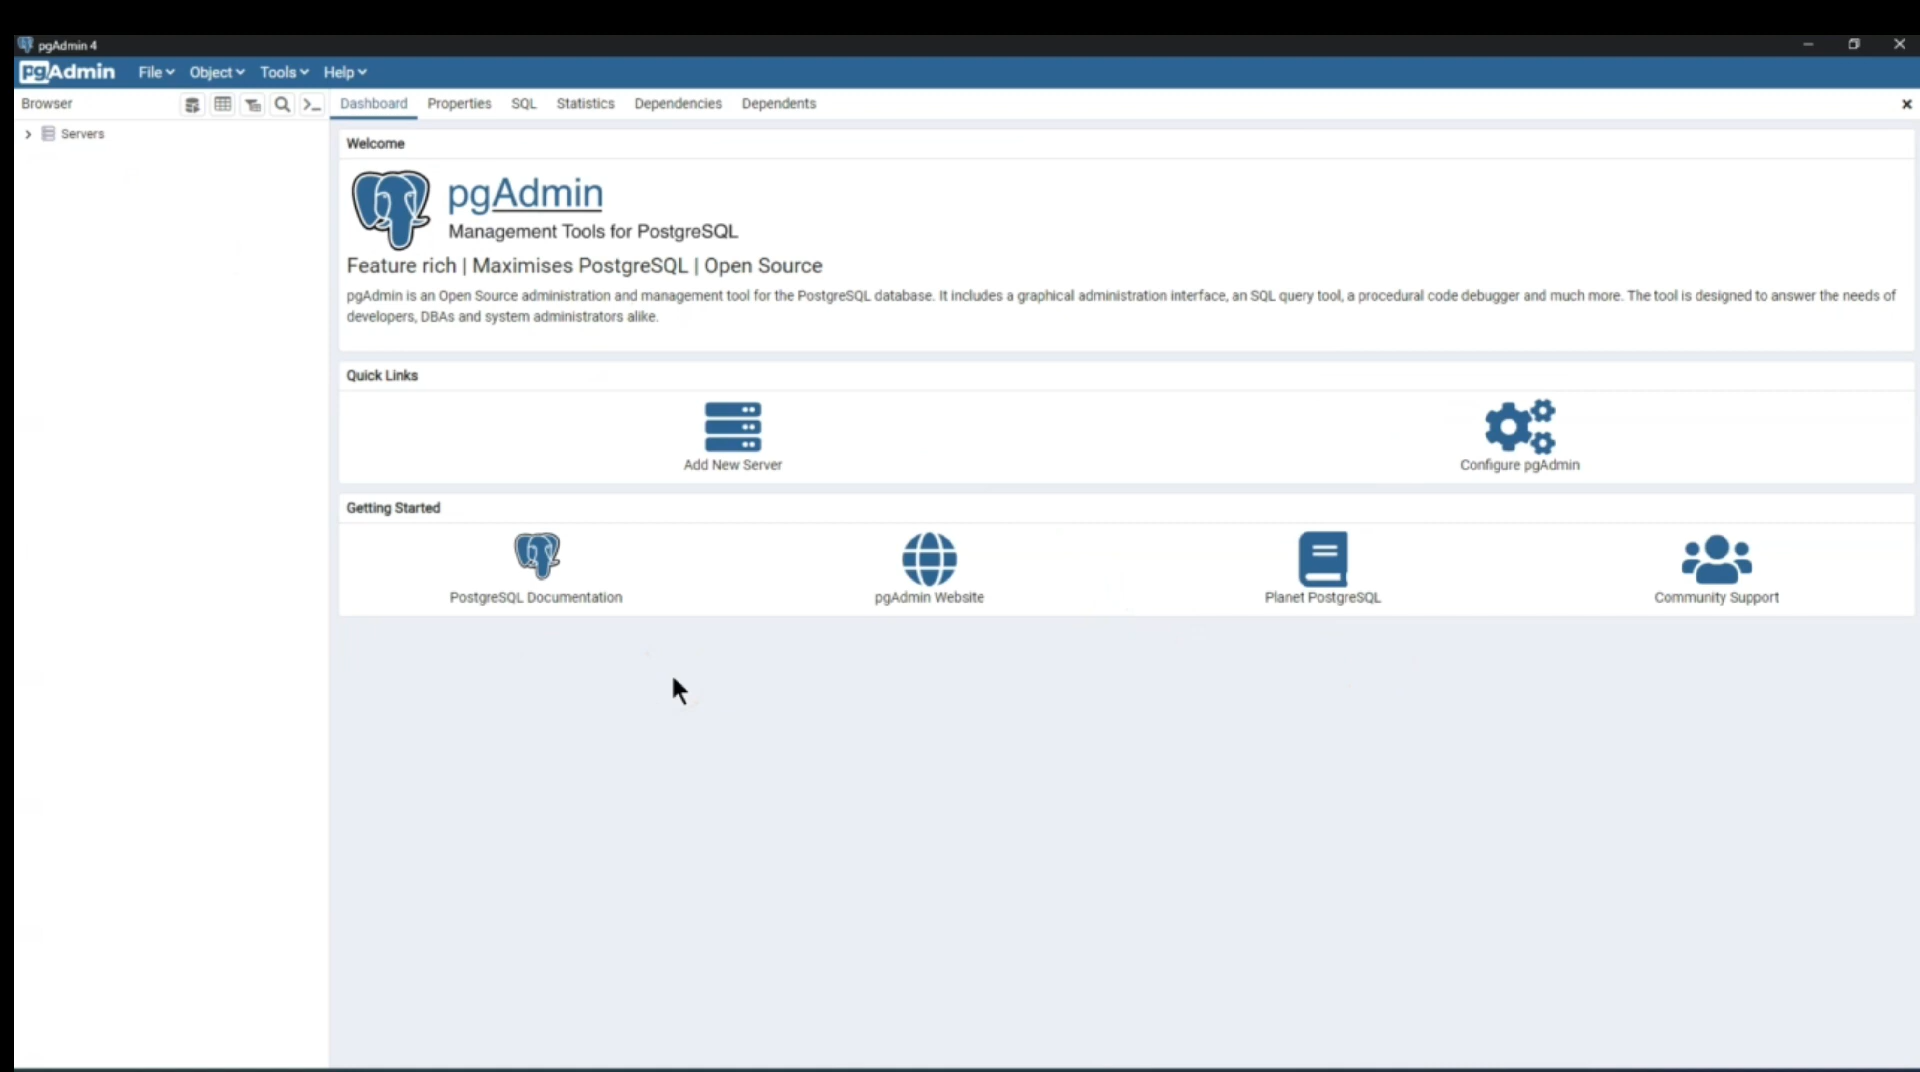 pgAdmin 4
pgAdmin File Object Tools Help
Browser Dashboard Properties SQL Statistics Dependencies Dependents
Servers
Welcome
pgAdmin
Management Tools for PostgreSQL
Feature rich | Maximises PostgreSQL | Open Source
pgAdmin is an Open Source administration and management tool for the PostgreSQL database. It includes a graphical administration interface, an SQL query tool, a procedural code debugger and much more. The tool is designed to answer the needs of
developers, DBAs and system administrators alike.
Quick Links
Add New Server Configure pgAdmin
Getting Started
PostgreSQL Documentation pgAdmin Website Planet PostgreSQL Community Support